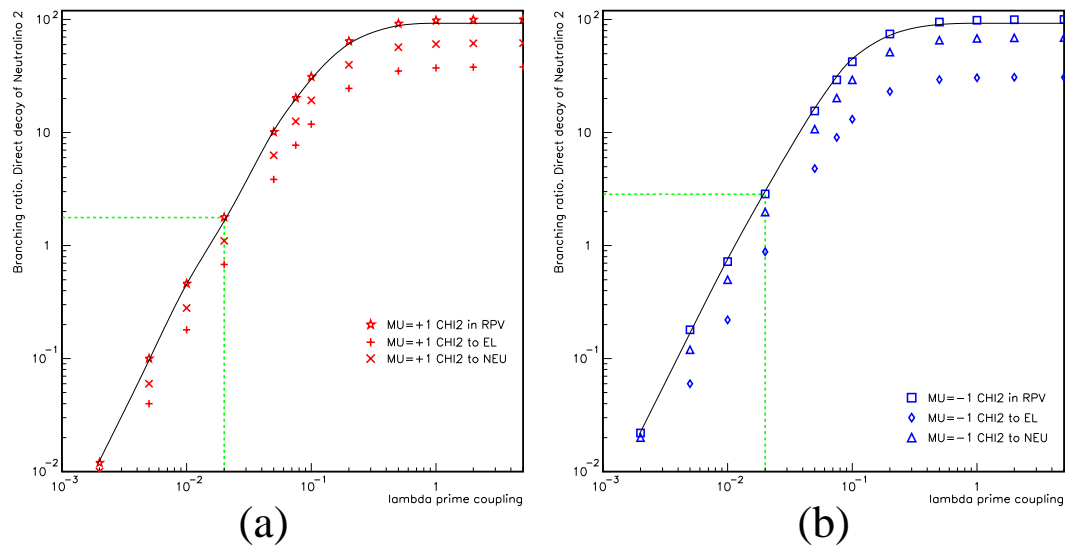 Branching ratio, Direct decay of Neutralino 2
10^2
10
1
10^-1
10^-2
10^-3
10^-2
10^-1
1
lambda prime coupling
MU=+1 CHI2 in RPV
MU=+1 CHI2 to EL
MU=+1 CHI2 to NEU
(a)
Branching ratio, Direct decay of Neutralino 2
10^2
10
1
10^-1
10^-2
10^-3
10^-2
10^-1
1
lambda prime coupling
MU=-1 CHI2 in RPV
MU=-1 CHI2 to EL
MU=-1 CHI2 to NEU
(b)